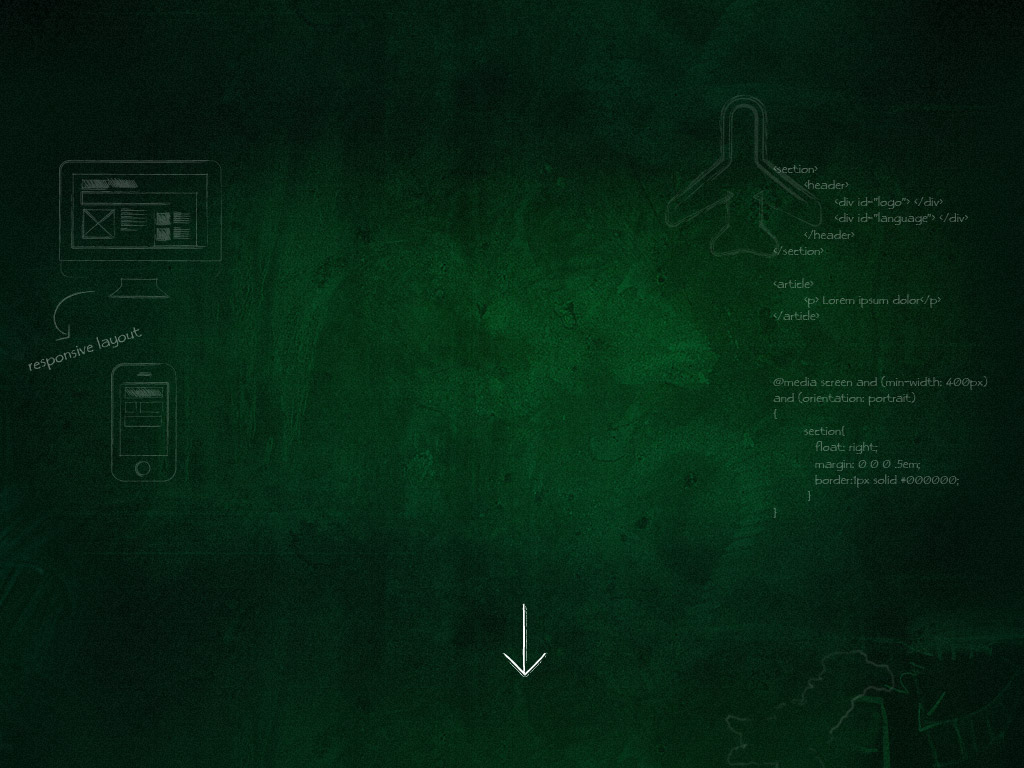 responsive layout
<section>
<header>
<div id="logo"> </div>
<div id="language"> </div>
</header>
</section>
<article>
<p> Lorem ipsum dolor</p>
</article>
@media screen and (min-width: 400px)
and (orientation: portrait)
{
section{
float: right;
margin: 0 0 0 .5em;
border:1px solid #000000;
}
}